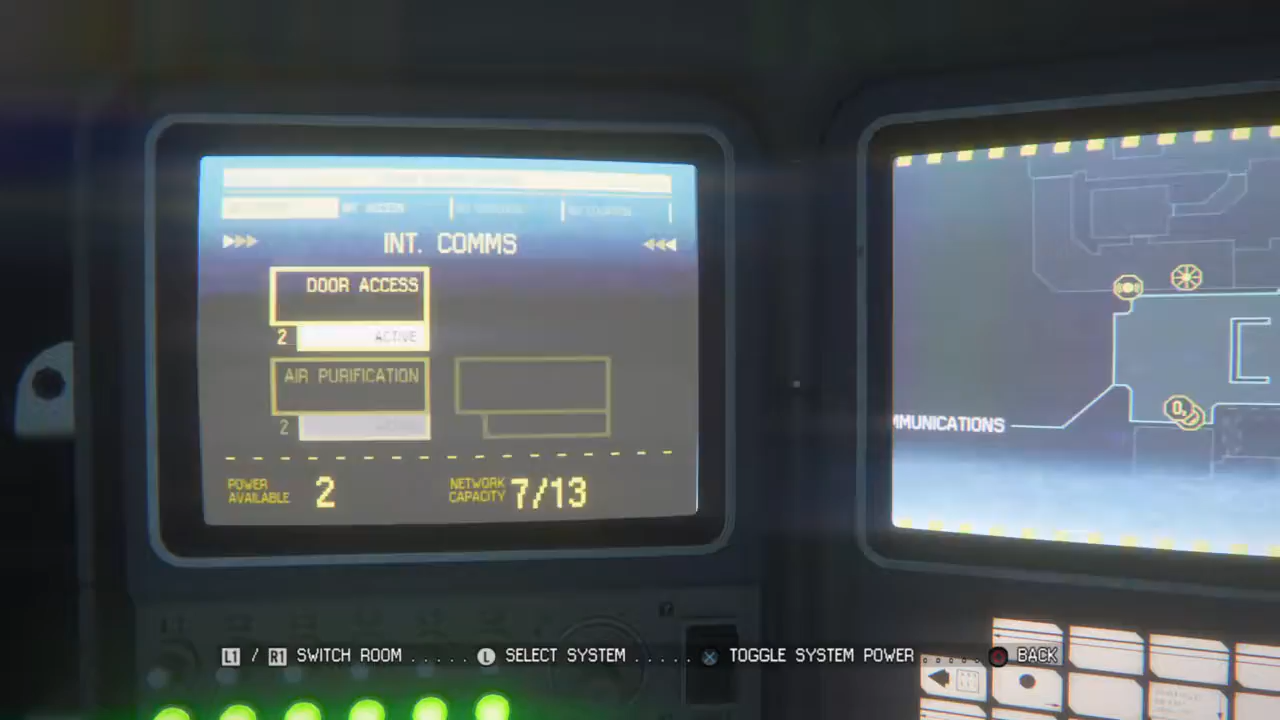 INT. COMMS
DOOR ACCESS
2 ACTIVE
AIR PURIFICATION
2
POWER AVAILABLE 2
NETWORK CAPACITY 7/13
MMUNICATIONS
O₂
L1 / R1 SWITCH ROOM ..... L SELECT SYSTEM ..... X TOGGLE SYSTEM POWER ..... BACK